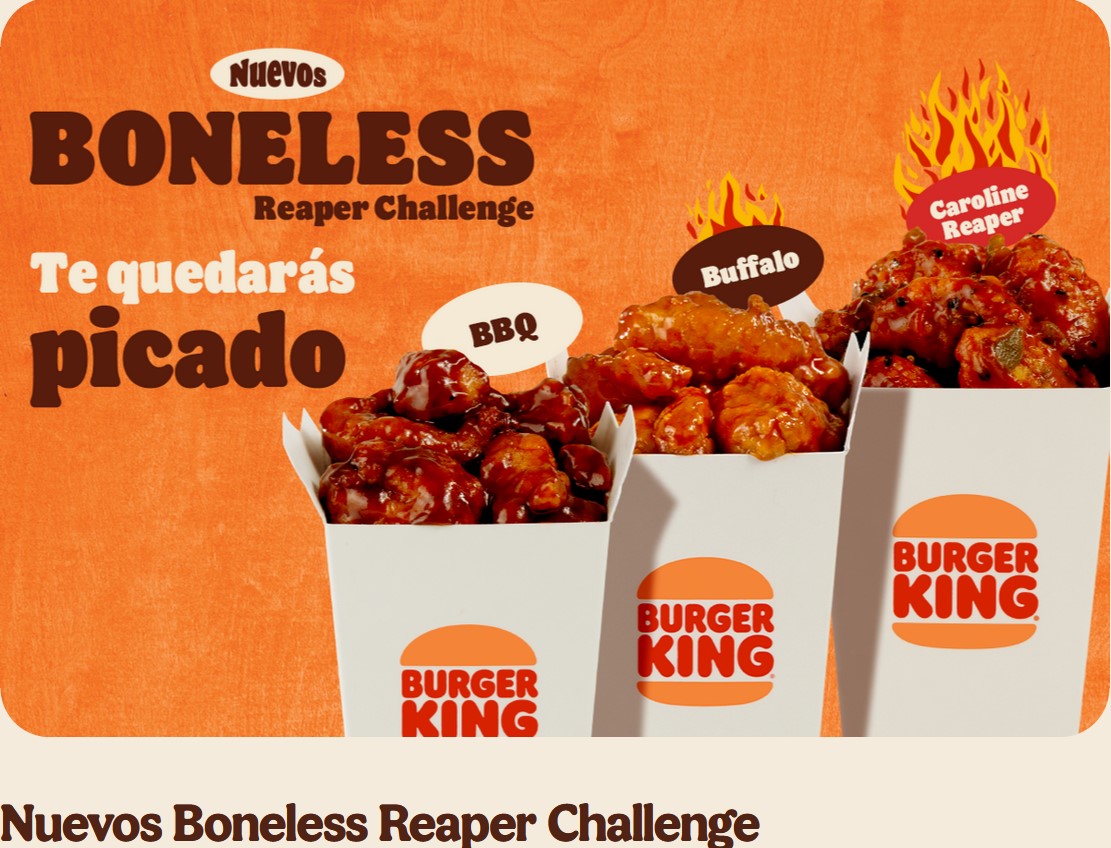 Nuevos
BONELESS
Reaper Challenge
Te quedarás
picado
BBQ
Buffalo
Caroline
Reaper
BURGER
KING
BURGER
KING
BURGER
KING
Nuevos Boneless Reaper Challenge